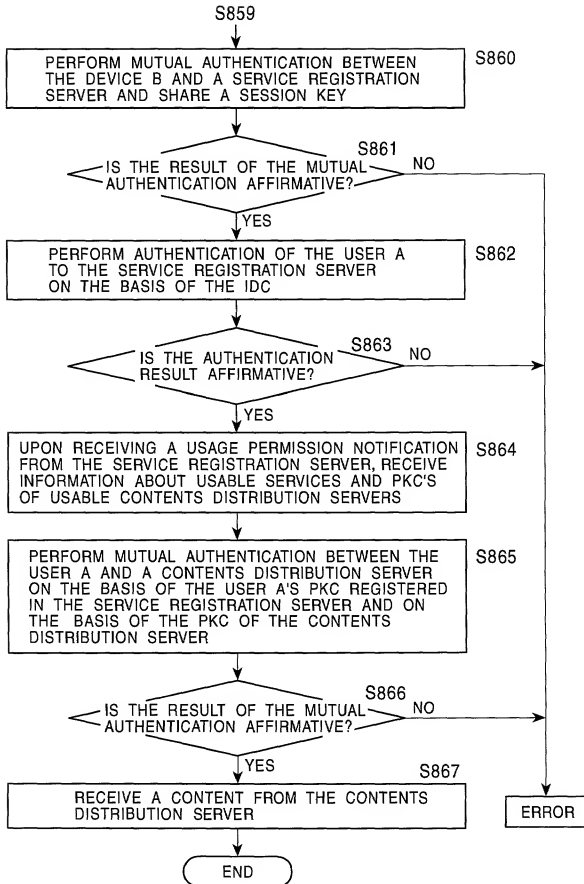 S859
PERFORM MUTUAL AUTHENTICATION BETWEEN
THE DEVICE B AND A SERVICE REGISTRATION
SERVER AND SHARE A SESSION KEY
S860
S861
IS THE RESULT OF THE MUTUAL
AUTHENTICATION AFFIRMATIVE?
NO
YES
PERFORM AUTHENTICATION OF THE USER A
TO THE SERVICE REGISTRATION SERVER
ON THE BASIS OF THE IDC
S862
S863
IS THE AUTHENTICATION
RESULT AFFIRMATIVE?
NO
YES
UPON RECEIVING A USAGE PERMISSION NOTIFICATION
FROM THE SERVICE REGISTRATION SERVER, RECEIVE
INFORMATION ABOUT USABLE SERVICES AND PKC'S
OF USABLE CONTENTS DISTRIBUTION SERVERS
S864
PERFORM MUTUAL AUTHENTICATION BETWEEN THE
USER A AND A CONTENTS DISTRIBUTION SERVER
ON THE BASIS OF THE USER A'S PKC REGISTERED
IN THE SERVICE REGISTRATION SERVER AND ON
THE BASIS OF THE PKC OF THE CONTENTS
DISTRIBUTION SERVER
S865
S866
IS THE RESULT OF THE MUTUAL
AUTHENTICATION AFFIRMATIVE?
NO
YES
S867
RECEIVE A CONTENT FROM THE CONTENTS
DISTRIBUTION SERVER
ERROR
END